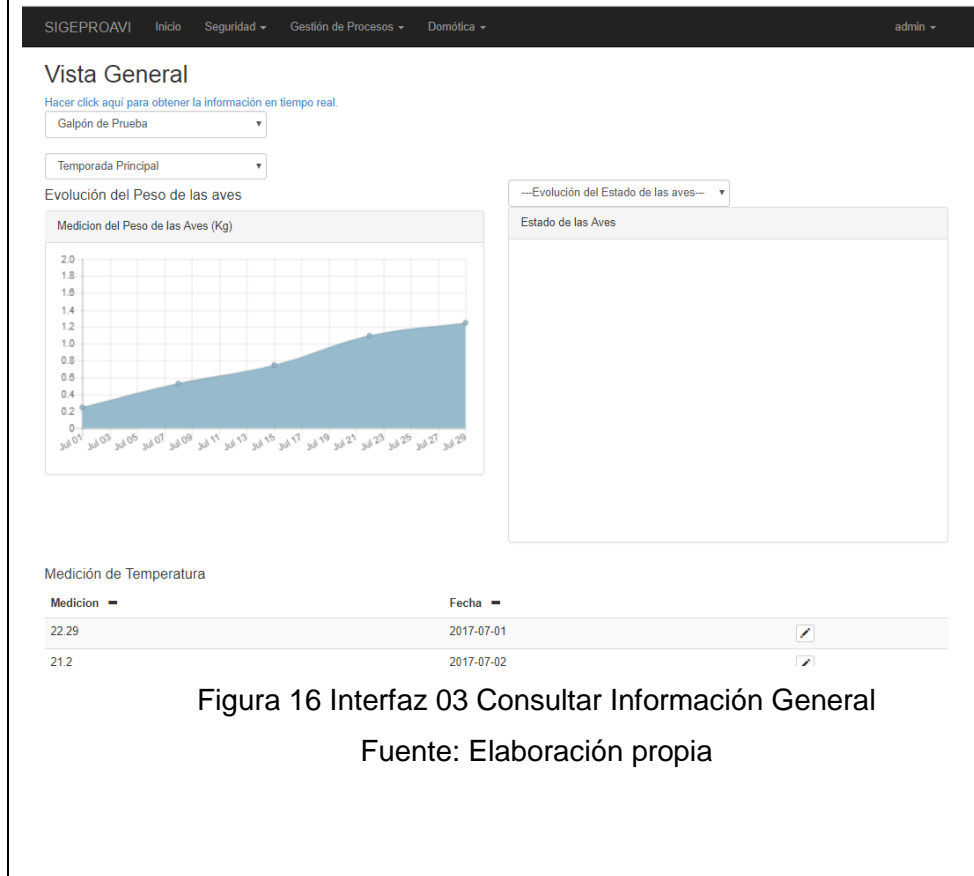 SIGEPROAVI Inicio Seguridad Gestión de Procesos Domótica admin
Vista General
Hacer click aquí para obtener la información en tiempo real.
Galpón de Prueba
Temporada Principal
Evolución del Peso de las aves
Medicion del Peso de las Aves (Kg)
2.0
1.8
1.6
1.4
1.2
1.0
0.8
0.6
0.4
0.2
0
Jul 01 Jul 03 Jul 05 Jul 07 Jul 09 Jul 11 Jul 13 Jul 15 Jul 17 Jul 19 Jul 21 Jul 23 Jul 25 Jul 27 Jul 29
---Evolución del Estado de las aves---
Estado de las Aves
Medición de Temperatura
Medicion Fecha
22.29 2017-07-01
21.2 2017-07-02
Figura 16 Interfaz 03 Consultar Información General
Fuente: Elaboración propia